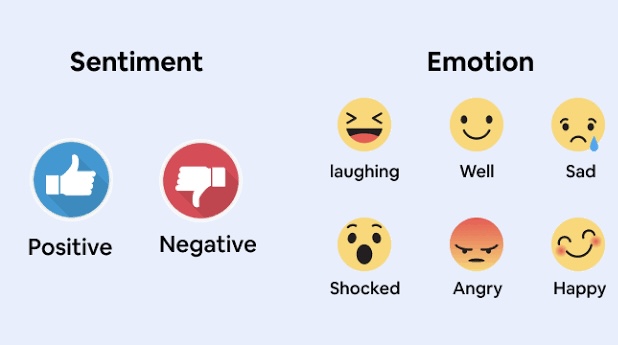 Sentiment
Emotion
Positive
Negative
laughing
Well
Sad
Shocked
Angry
Happy